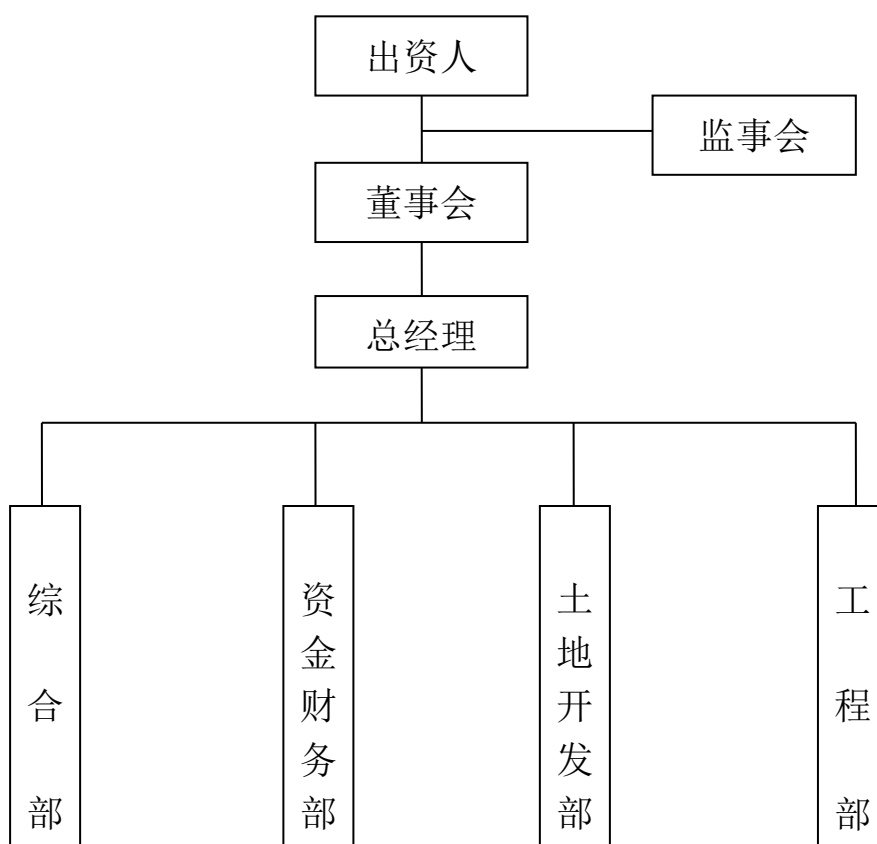 出资人
监事会
董事会
总经理
综合部
资金财务部
土地开发部
工程部